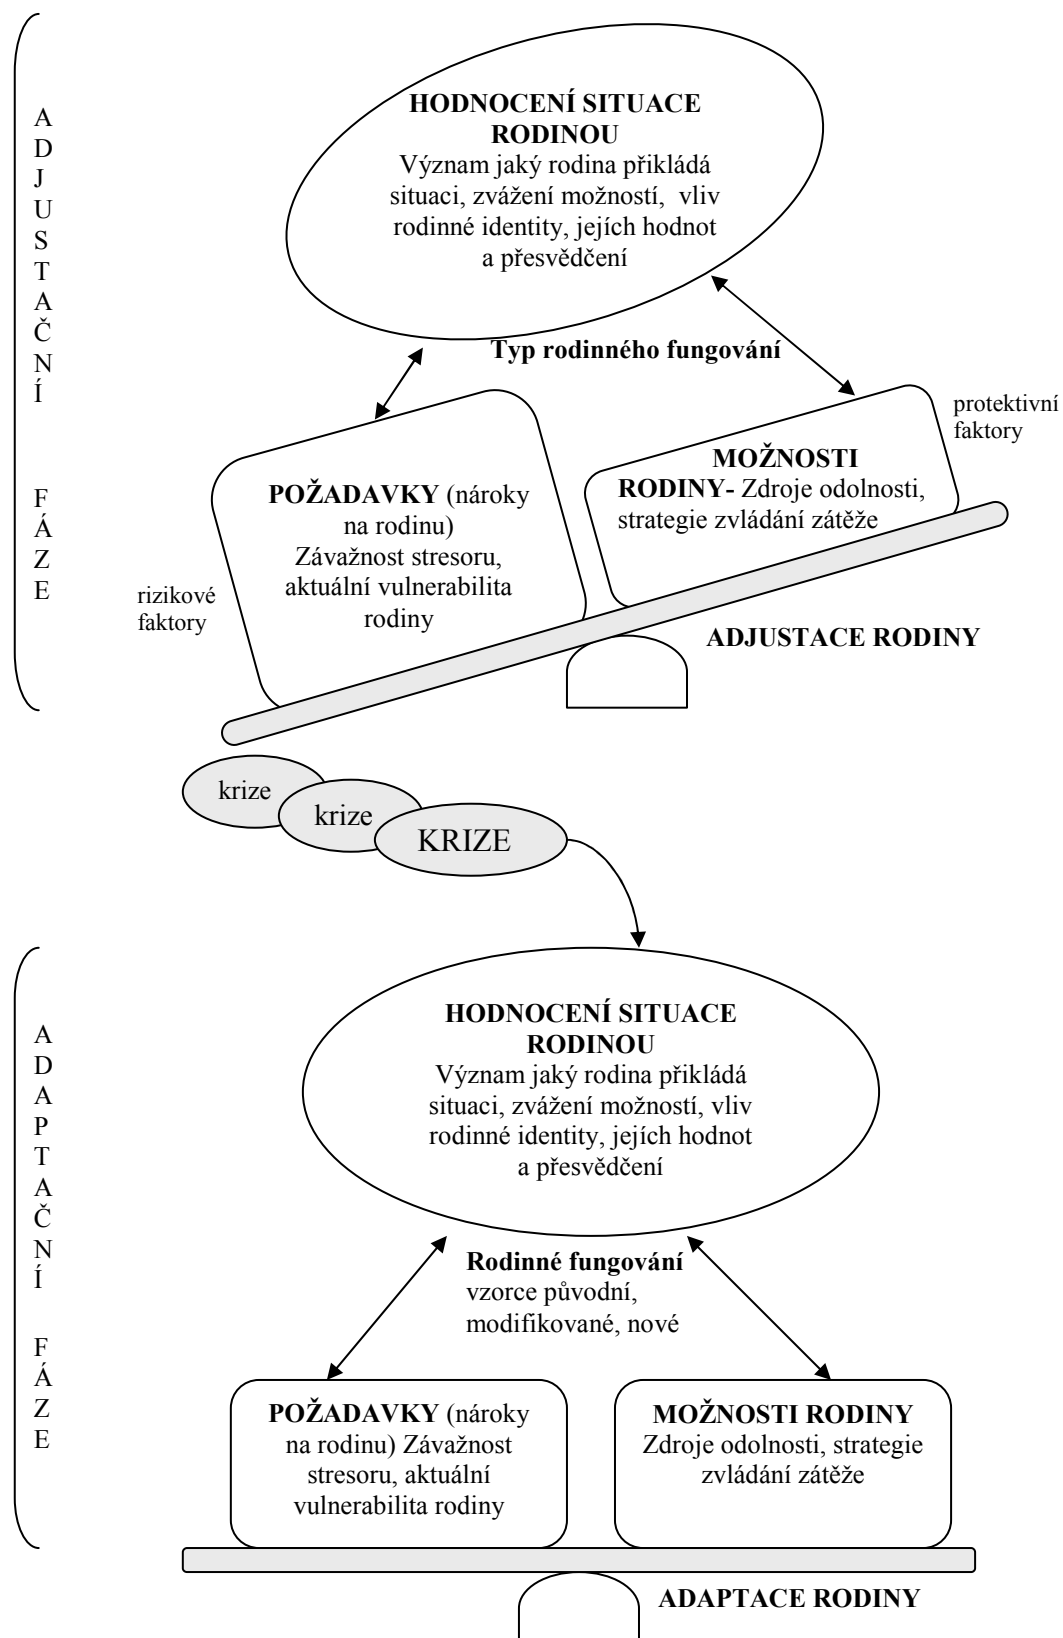 A
D
J
U
S
T
A
Č
N
Í
F
Á
Z
E
HODNOCENÍ SITUACE
RODINOU
Význam jaký rodina přikládá
situaci, zvážení možností, vliv
rodinné identity, jejích hodnot
a přesvědčení
Typ rodinného fungování
protektivní
faktory
POŽADAVKY (nároky
na rodinu)
Závažnost stresoru,
aktuální vulnerabilita
rodiny
MOŽNOSTI
RODINY- Zdroje odolnosti,
strategie zvládání zátěže
rizikové
faktory
ADJUSTACE RODINY
krize
krize
KRIZE
A
D
A
P
T
A
Č
N
Í
F
Á
Z
E
HODNOCENÍ SITUACE
RODINOU
Význam jaký rodina přikládá
situaci, zvážení možností, vliv
rodinné identity, jejích hodnot
a přesvědčení
Rodinné fungování
vzorce původní,
modifikované, nové
POŽADAVKY (nároky
na rodinu) Závažnost
stresoru, aktuální
vulnerabilita rodiny
MOŽNOSTI RODINY
Zdroje odolnosti, strategie
zvládání zátěže
ADAPTACE RODINY